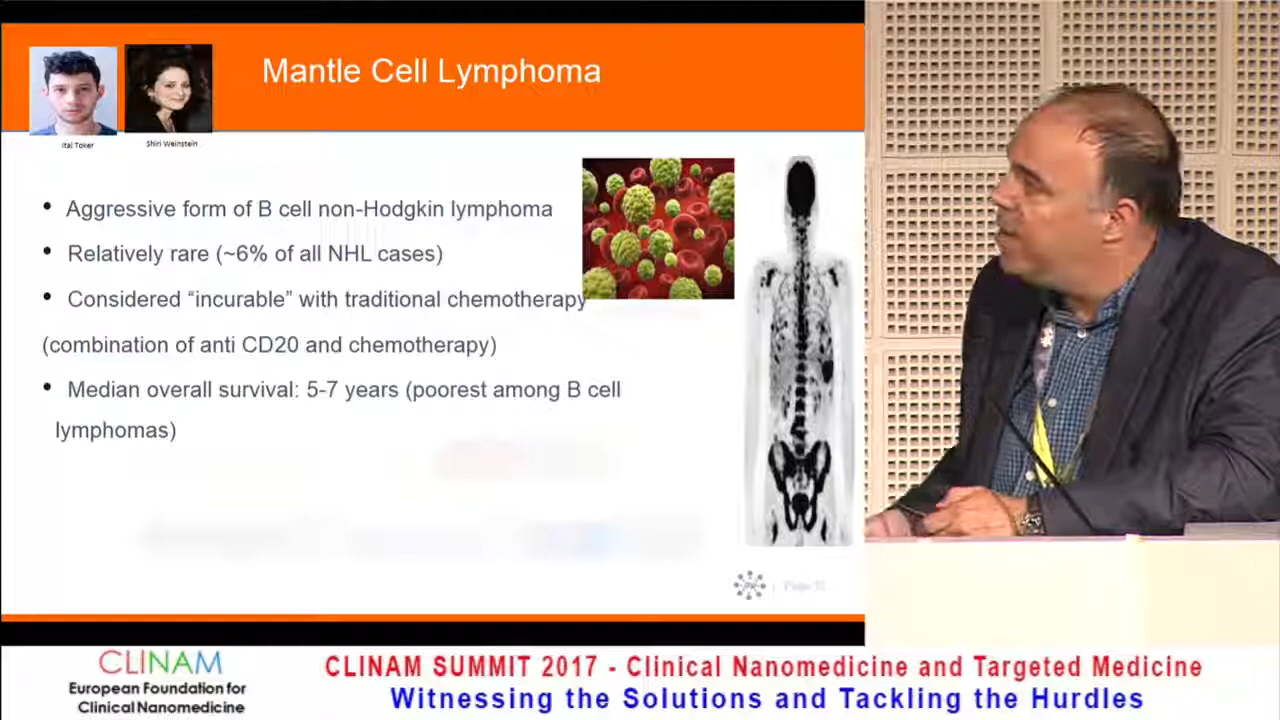 Mantle Cell Lymphoma
Ital Toker
Shiri Weinstein
• Aggressive form of B cell non-Hodgkin lymphoma
• Relatively rare (~6% of all NHL cases)
• Considered “incurable” with traditional chemotherapy
(combination of anti CD20 and chemotherapy)
• Median overall survival: 5-7 years (poorest among B cell
lymphomas)
CLINAM
European Foundation for
Clinical Nanomedicine
CLINAM SUMMIT 2017 - Clinical Nanomedicine and Targeted Medicine
Witnessing the Solutions and Tackling the Hurdles